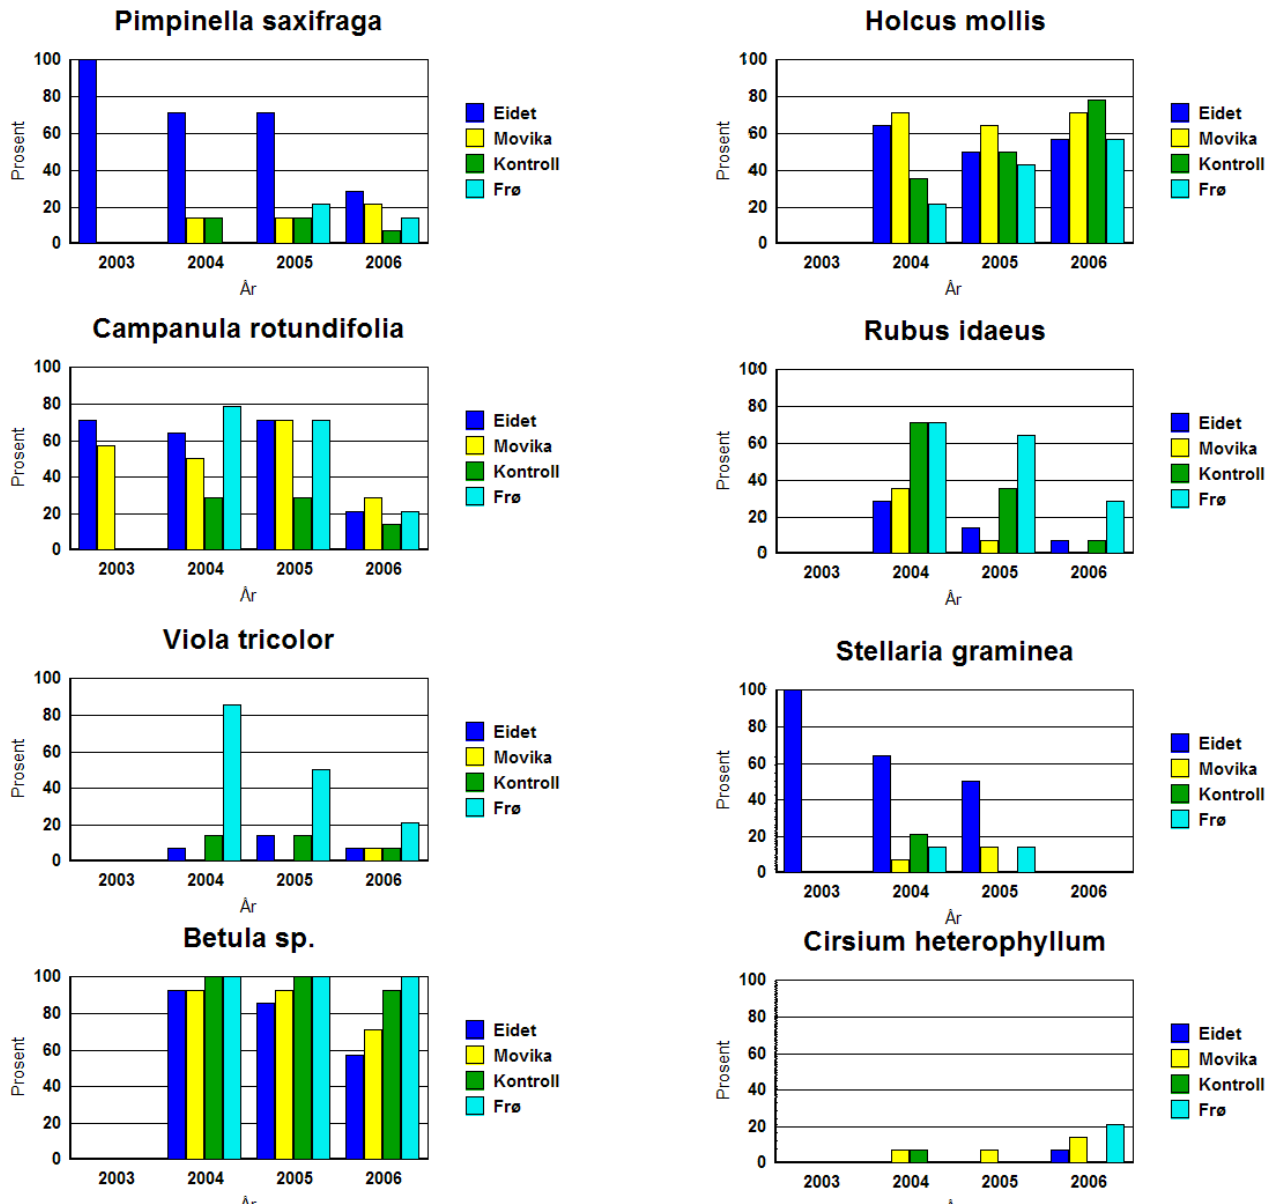 Pimpinella saxifraga
100
80
60
40
20
0
Prosent
2003 2004 2005 2006
År
Eidet
Movika
Kontroll
Frø
Holcus mollis
100
80
60
40
20
0
Prosent
2003 2004 2005 2006
År
Eidet
Movika
Kontroll
Frø
Campanula rotundifolia
100
80
60
40
20
0
Prosent
2003 2004 2005 2006
År
Eidet
Movika
Kontroll
Frø
Rubus idaeus
100
80
60
40
20
0
Prosent
2003 2004 2005 2006
År
Eidet
Movika
Kontroll
Frø
Viola tricolor
100
80
60
40
20
0
Prosent
2003 2004 2005 2006
År
Eidet
Movika
Kontroll
Frø
Stellaria graminea
100
80
60
40
20
0
Prosent
2003 2004 2005 2006
År
Eidet
Movika
Kontroll
Frø
Betula sp.
100
80
60
40
20
0
Prosent
2003 2004 2005 2006
År
Eidet
Movika
Kontroll
Frø
Cirsium heterophyllum
100
80
60
40
20
0
Prosent
2003 2004 2005 2006
Eidet
Movika
Kontroll
Frø